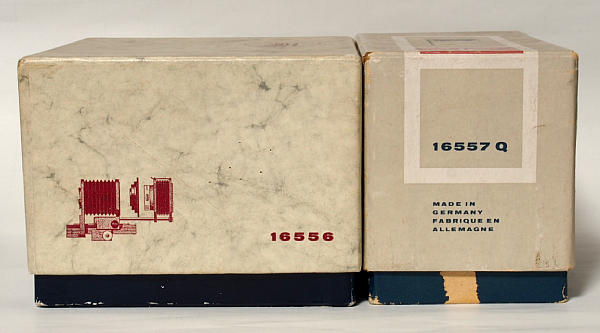 16556
16557 Q
MADE IN
GERMANY
FABRIQUE EN
ALLEMAGNE